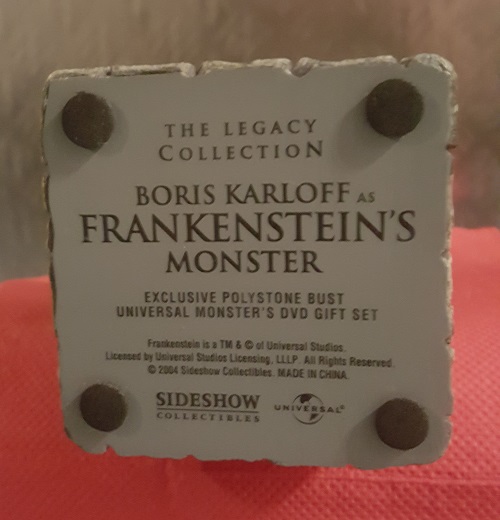 THE LEGACY
COLLECTION
BORIS KARLOFF AS
FRANKENSTEIN'S
MONSTER
EXCLUSIVE POLYSTONE BUST
UNIVERSAL MONSTER'S DVD GIFT SET
Frankenstein is a TM & © of Universal Studios.
Licensed by Universal Studios Licensing, LLLP. All Rights Reserved.
© 2004 Sideshow Collectibles. MADE IN CHINA.
SIDESHOW
COLLECTIBLES
UNIVERSAL®